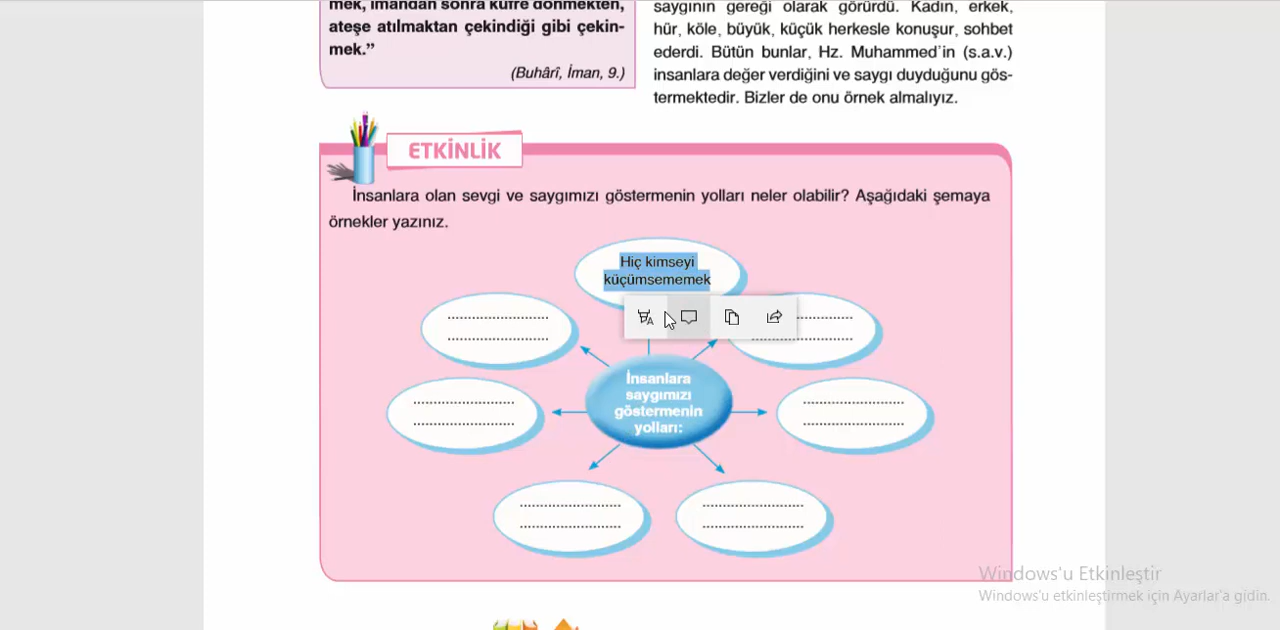 mek, imandan sonra küfre dönmekten,
ateşe atılmaktan çekindiği gibi çekin-
mek.”
(Buhârî, İman, 9.)
saygının gereği olarak görürdü. Kadın, erkek,
hür, köle, büyük, küçük herkesle konuşur, sohbet
ederdi. Bütün bunlar, Hz. Muhammed’in (s.a.v.)
insanlara değer verdiğini ve saygı duyduğunu gös-
termektedir. Bizler de onu örnek almalıyız.
ETKİNLİK
İnsanlara olan sevgi ve saygımızı göstermenin yolları neler olabilir? Aşağıdaki şemaya
örnekler yazınız.
Hiç kimseyi
küçümsememek
İnsanlara
saygımızı
göstermenin
yolları:
Windows'u Etkinleştir
Windows'u etkinleştirmek için Ayarlar'a gidin.